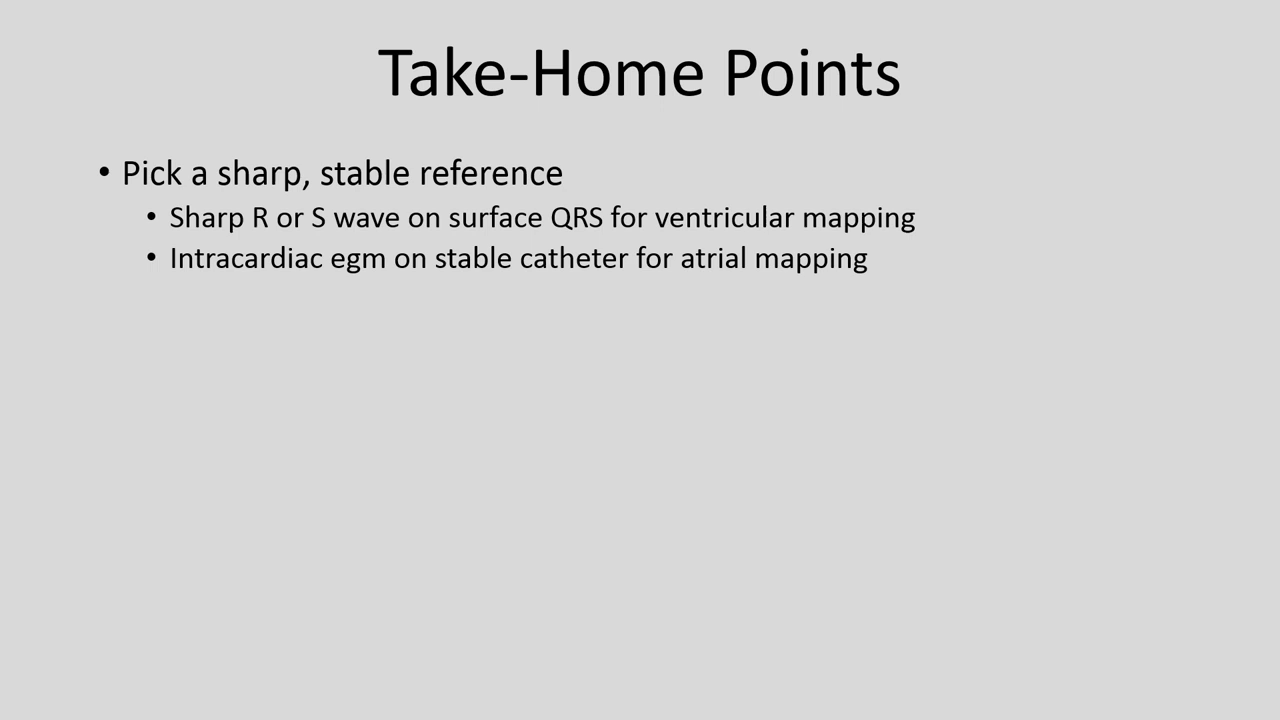 Take-Home Points
• Pick a sharp, stable reference
• Sharp R or S wave on surface QRS for ventricular mapping
• Intracardiac egm on stable catheter for atrial mapping